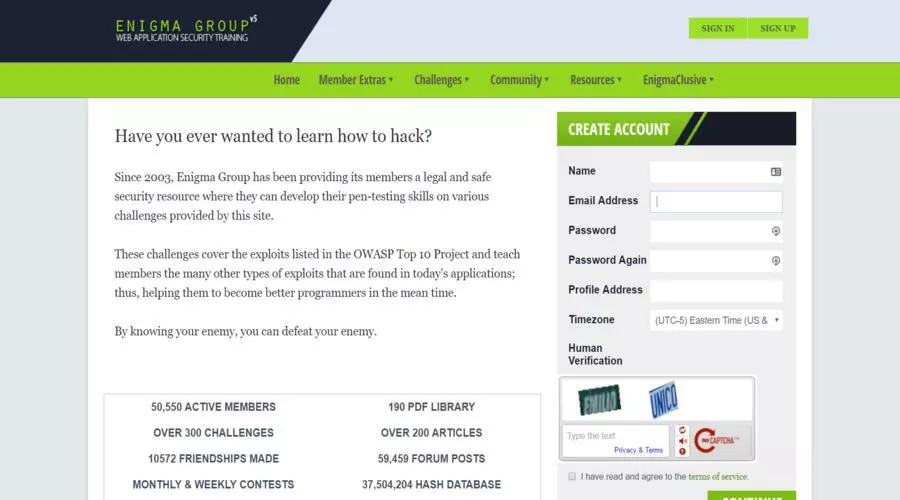 ENIGMA GROUP v5
WEB APPLICATION SECURITY TRAINING
SIGN IN SIGN UP
Home Member Extras Challenges Community Resources EnigmaClusive
Have you ever wanted to learn how to hack?
Since 2003, Enigma Group has been providing its members a legal and safe
security resource where they can develop their pen-testing skills on various
challenges provided by this site.
These challenges cover the exploits listed in the OWASP Top 10 Project and teach
members the many other types of exploits that are found in today's applications;
thus, helping them to become better programmers in the mean time.
By knowing your enemy, you can defeat your enemy.
50,550 ACTIVE MEMBERS 190 PDF LIBRARY
OVER 300 CHALLENGES OVER 200 ARTICLES
10572 FRIENDSHIPS MADE 59,459 FORUM POSTS
MONTHLY & WEEKLY CONTESTS 37,504,204 HASH DATABASE
CREATE ACCOUNT
Name
Email Address
Password
Password Again
Profile Address
Timezone (UTC-5) Eastern Time (US &
Human
Verification
UNICO
Type the text
Privacy & Terms
CAPTCHA
I have read and agree to the terms of service.
CONTINUE